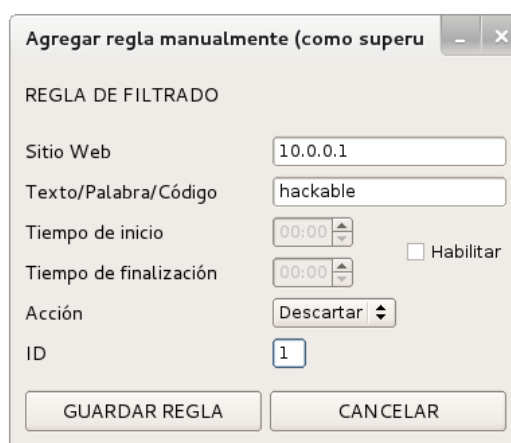 Agregar regla manualmente (como superu
REGLA DE FILTRADO
Sitio Web 10.0.0.1
Texto/Palabra/Código hackable
Tiempo de inicio 00:00
Habilitar
Tiempo de finalización 00:00
Acción Descartar
ID 1
GUARDAR REGLA CANCELAR